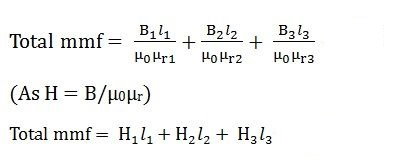 Total mmf = B₁l₁/μ₀μᵣ₁ + B₂l₂/μ₀μᵣ₂ + B₃l₃/μ₀μᵣ₃
(As H = B/μ₀μᵣ)
Total mmf = H₁l₁ + H₂l₂ + H₃l₃